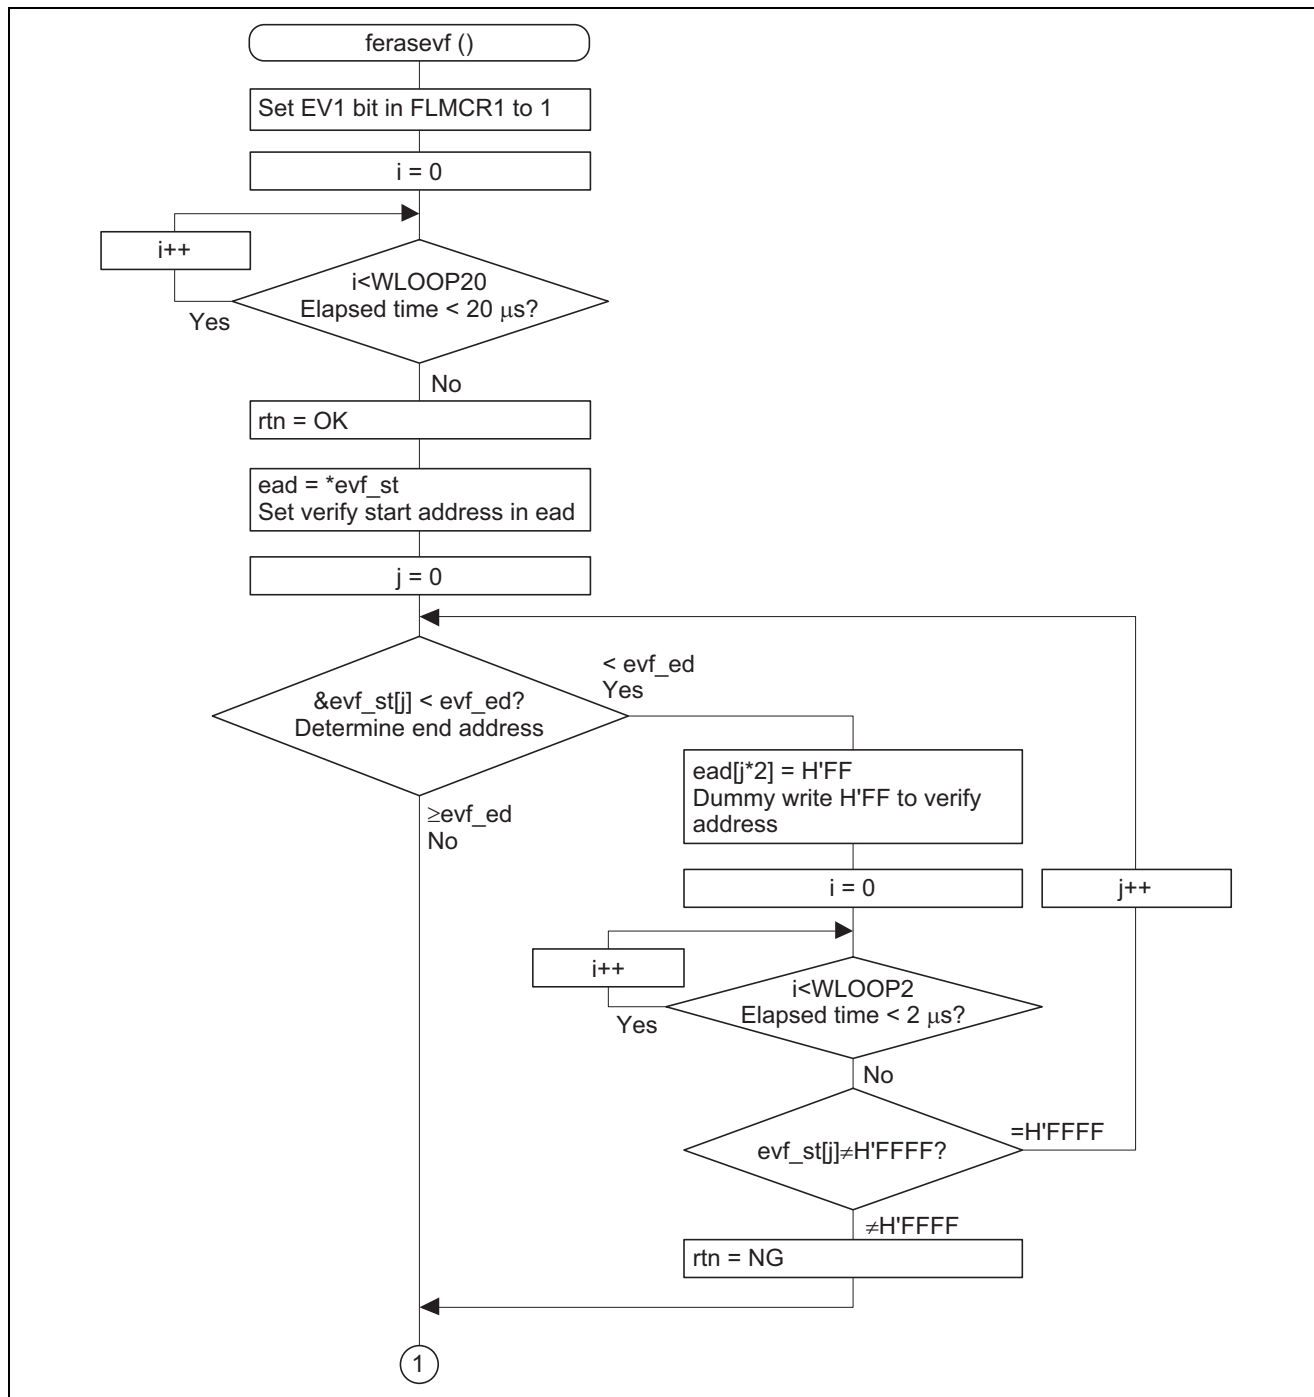 ferasevf ()
Set EV1 bit in FLMCR1 to 1
i = 0
i++
i<WLOOP20
Elapsed time < 20 μs?
Yes
No
rtn = OK
ead = *evf_st
Set verify start address in ead
j = 0
< evf_ed
Yes
&evf_st[j] < evf_ed?
Determine end address
≥evf_ed
No
ead[j*2] = H'FF
Dummy write H'FF to verify
address
i = 0
j++
i++
i<WLOOP2
Elapsed time < 2 μs?
Yes
No
evf_st[j]≠H'FFFF?
=H'FFFF
≠H'FFFF
rtn = NG
1